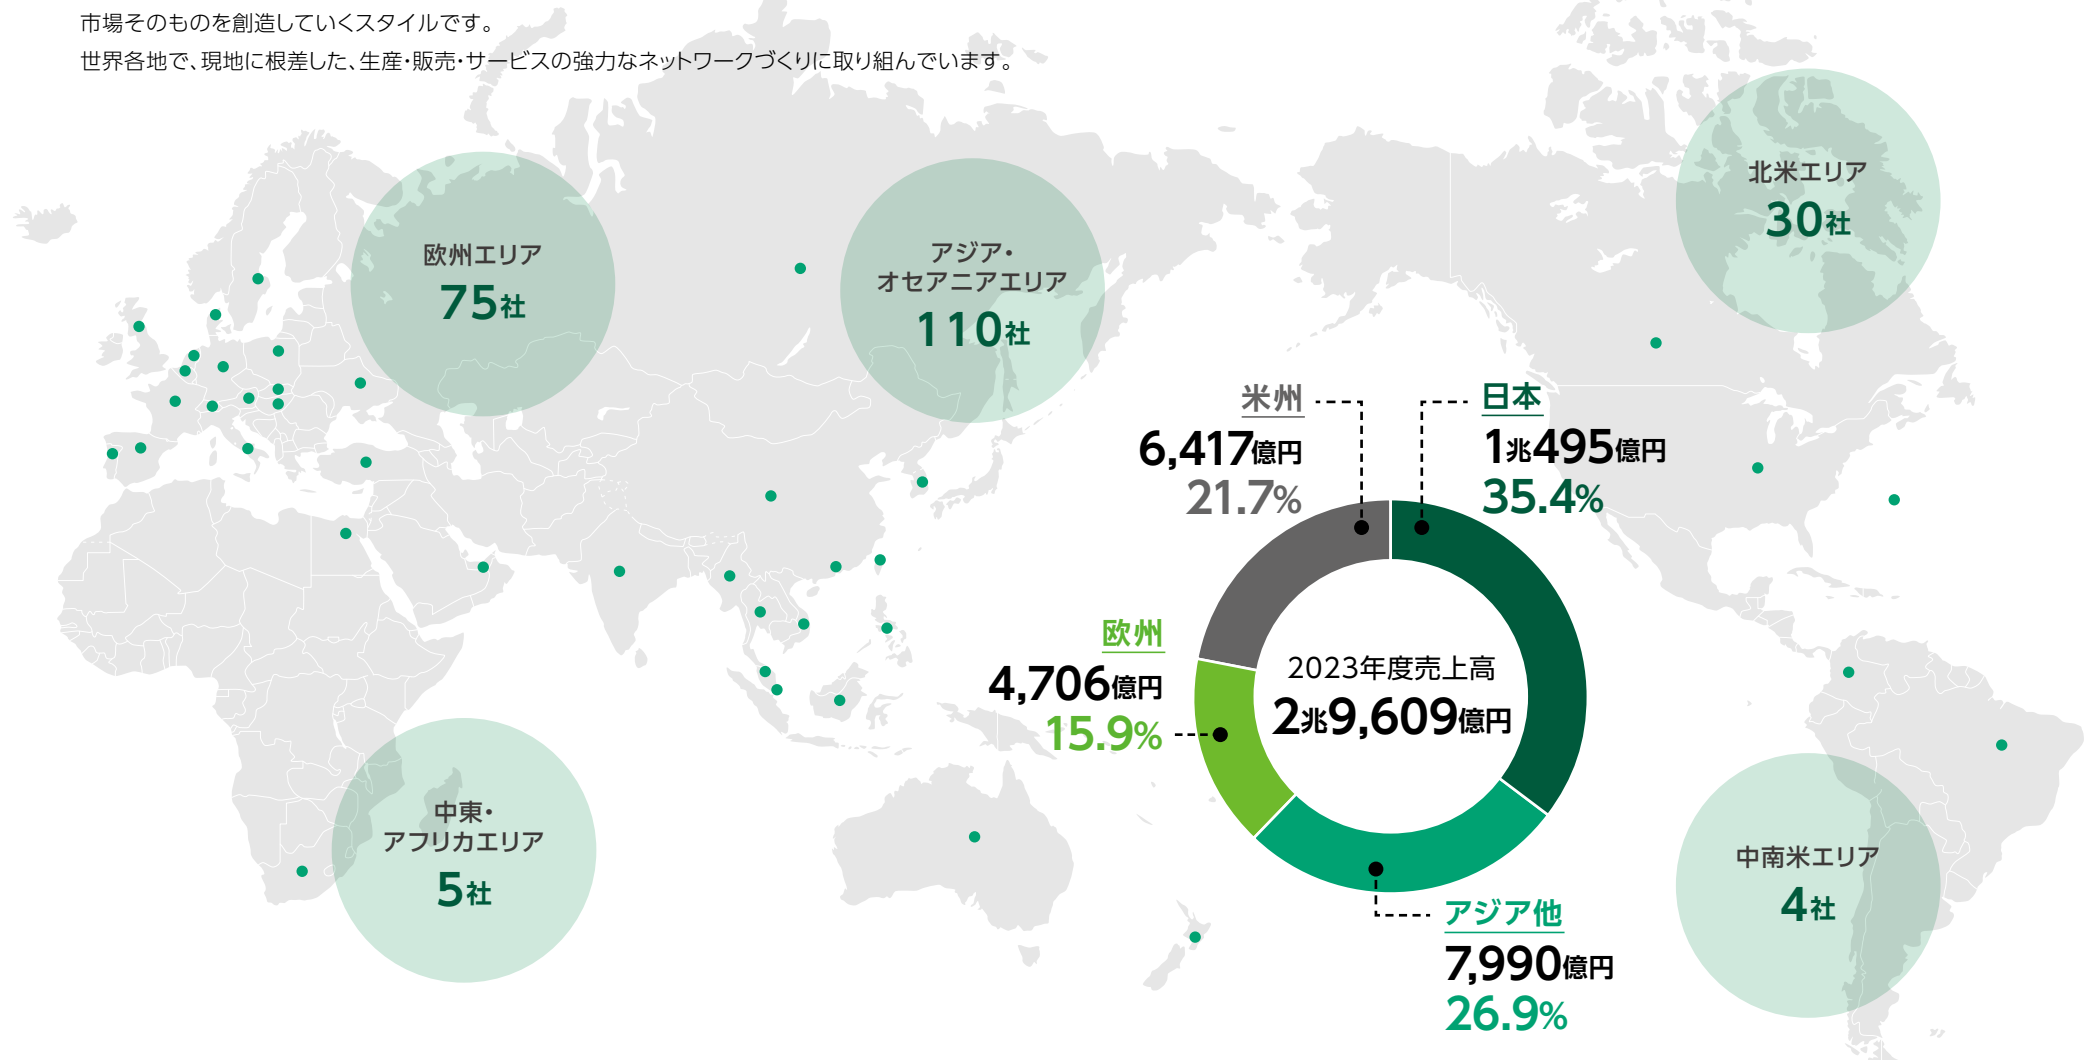 市場そのものを創造していくスタイルです。
世界各地で、現地に根差した、生産・販売・サービスの強力なネットワークづくりに取り組んでいます。
欧州エリア
75社
アジア・
オセアニアエリア
110社
北米エリア
30社
米州
6,417億円
21.7%
日本
1兆495億円
35.4%
欧州
4,706億円
15.9%
2023年度売上高
2兆9,609億円
アジア他
7,990億円
26.9%
中東・
アフリカエリア
5社
中南米エリア
4社